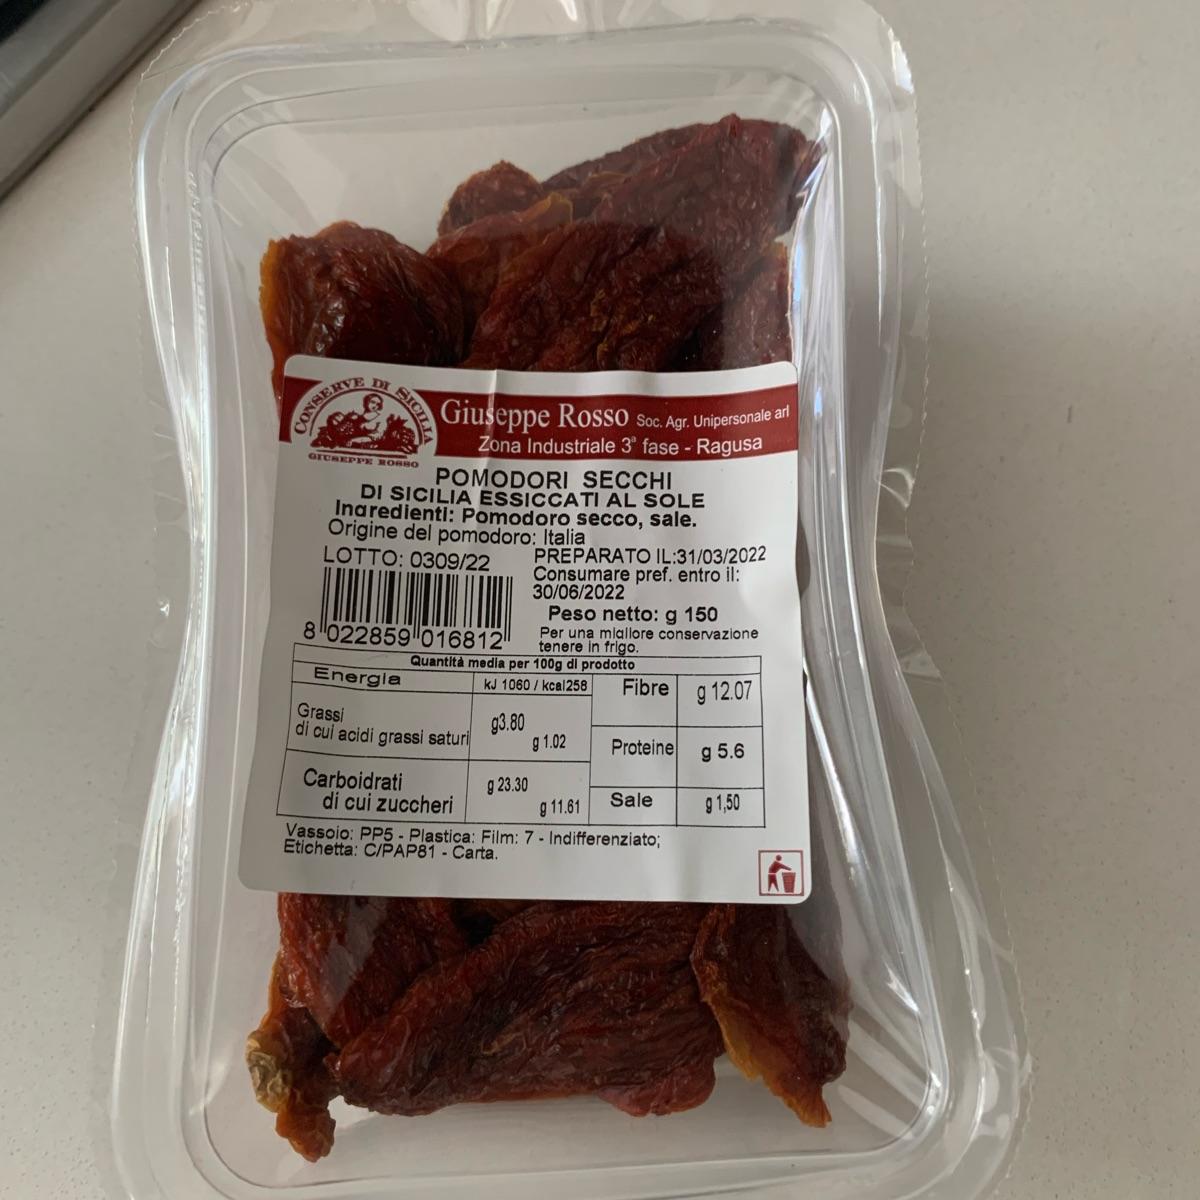 CONSERVE DI SICILIA
GIUSEPPE ROSSO
Giuseppe Rosso Soc. Agr. Unipersonale arl
Zona Industriale 3ª fase - Ragusa
POMODORI SECCHI
DI SICILIA ESSICCATI AL SOLE
Ingredienti: Pomodoro secco, sale.
Origine del pomodoro: Italia
LOTTO: 0309/22
PREPARATO IL:31/03/2022
Consumare pref. entro il:
30/06/2022
Peso netto: g 150
Per una migliore conservazione
tenere in frigo.
8 022859 016812
Quantità media per 100g di prodotto
Energia kJ 1060 / kcal258
Grassi g3.80
di cui acidi grassi saturi g 1.02
Carboidrati g 23.30
di cui zuccheri g 11.61
Fibre g 12.07
Proteine g 5.6
Sale g 1,50
Vassoio: PP5 - Plastica: Film: 7 - Indifferenziato;
Etichetta: C/PAP81 - Carta.